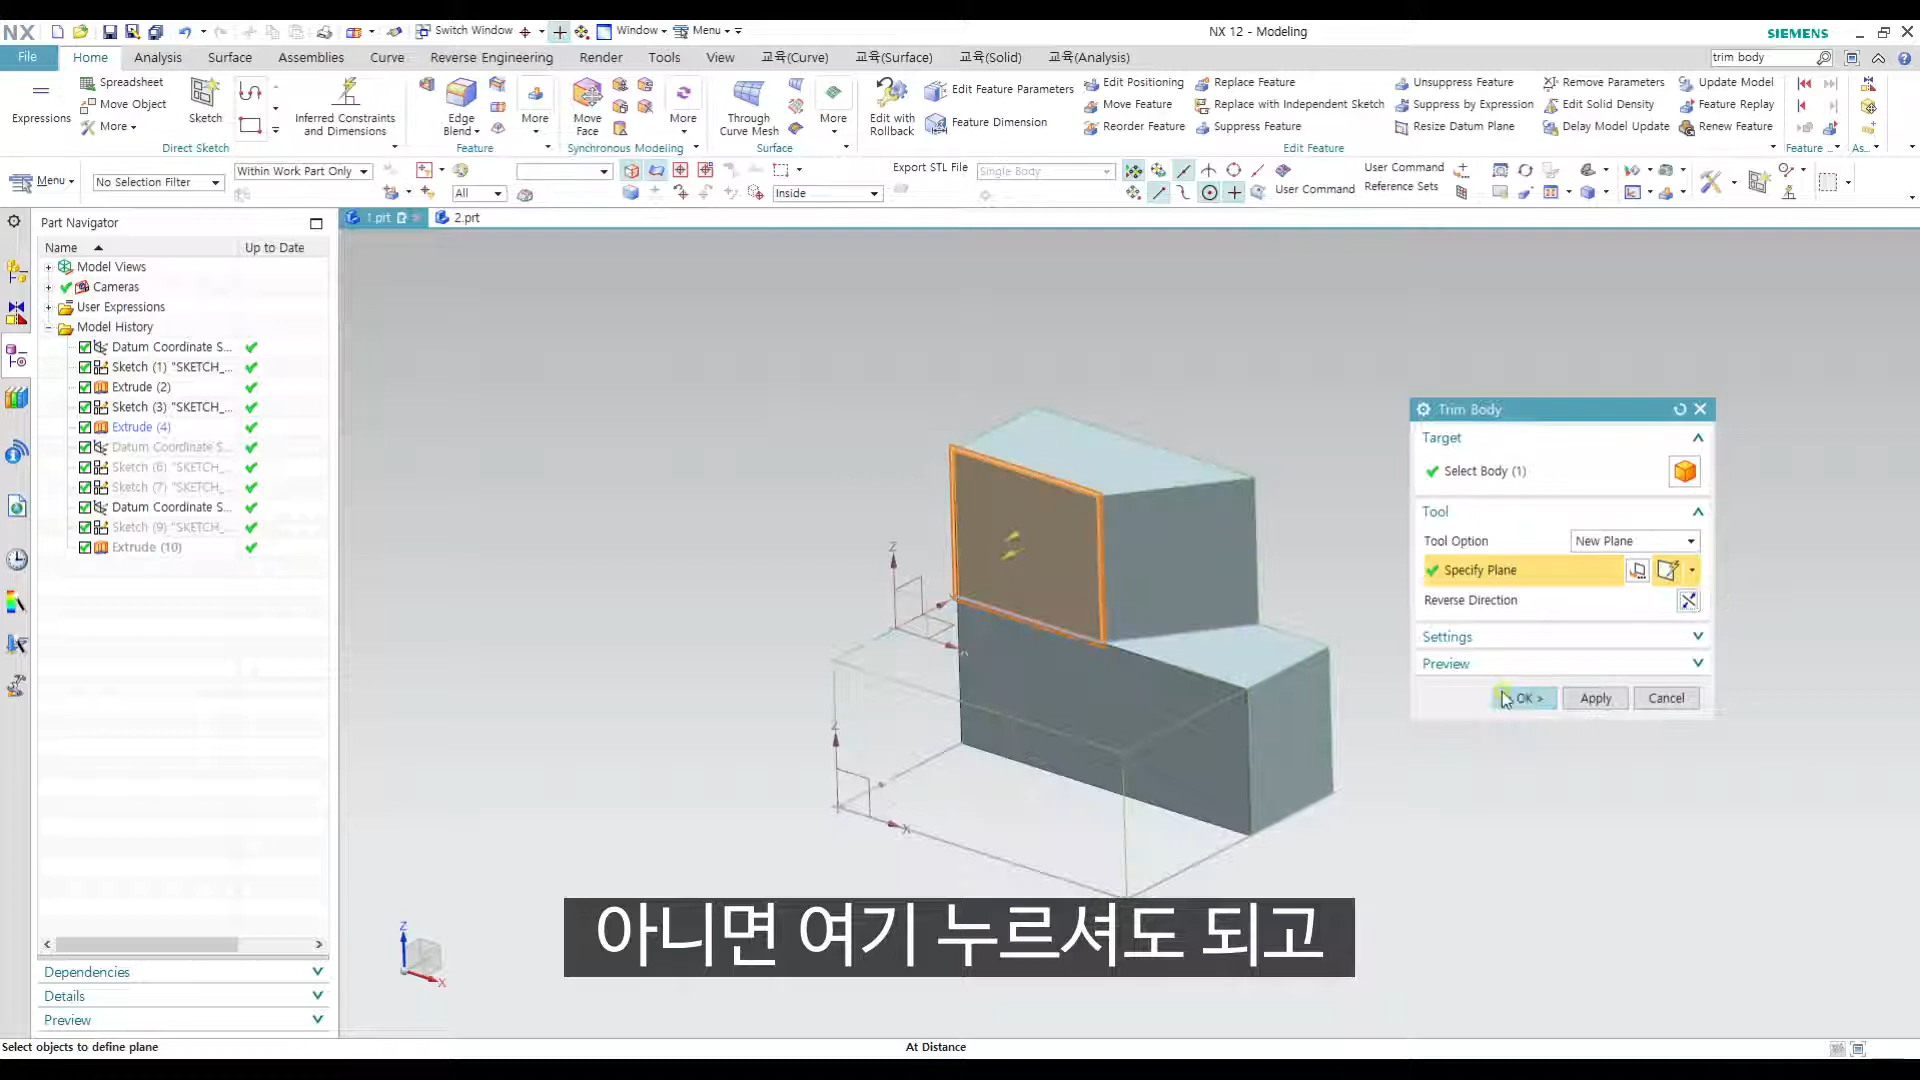 NX
Switch Window
Window
Menu
NX 12 - Modeling
SIEMENS
File
Home
Analysis
Surface
Assemblies
Curve
Reverse Engineering
Render
Tools
View
교육(Curve)
교육(Surface)
교육(Solid)
교육(Analysis)
trim body
Expressions
Spreadsheet
Move Object
More
Sketch
Direct Sketch
Inferred Constraints and Dimensions
Edge Blend
More
Feature
Move Face
More
Synchronous Modeling
Through Curve Mesh
More
Surface
Edit with Rollback
Edit Feature Parameters
Feature Dimension
Edit Positioning
Move Feature
Reorder Feature
Replace Feature
Replace with Independent Sketch
Suppress Feature
Unsuppress Feature
Suppress by Expression
Resize Datum Plane
Remove Parameters
Edit Solid Density
Delay Model Update
Update Model
Feature Replay
Renew Feature
Edit Feature
Feature ...
As...
Menu
No Selection Filter
Within Work Part Only
All
Inside
Export STL File
Single Body
User Command
User Command
Reference Sets
Part Navigator
1.prt
2.prt
Name
Up to Date
Model Views
Cameras
User Expressions
Model History
Datum Coordinate S...
Sketch (1) "SKETCH_...
Extrude (2)
Sketch (3) "SKETCH_...
Extrude (4)
Datum Coordinate S...
Sketch (6) "SKETCH_...
Sketch (7) "SKETCH_...
Datum Coordinate S...
Sketch (9) "SKETCH_...
Extrude (10)
Dependencies
Details
Preview
Z
Z
X
Z
X
Trim Body
Target
Select Body (1)
Tool
Tool Option
New Plane
Specify Plane
Reverse Direction
Settings
Preview
OK >
Apply
Cancel
아니면 여기 누르셔도 되고
Select objects to define plane
At Distance